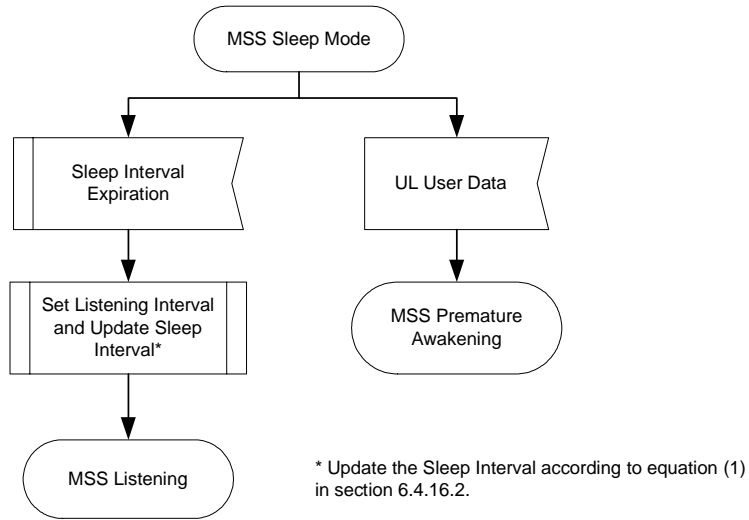 MSS Sleep Mode
Sleep Interval
Expiration
UL User Data
Set Listening Interval
and Update Sleep
Interval*
MSS Premature
Awakening
MSS Listening
* Update the Sleep Interval according to equation (1)
in section 6.4.16.2.